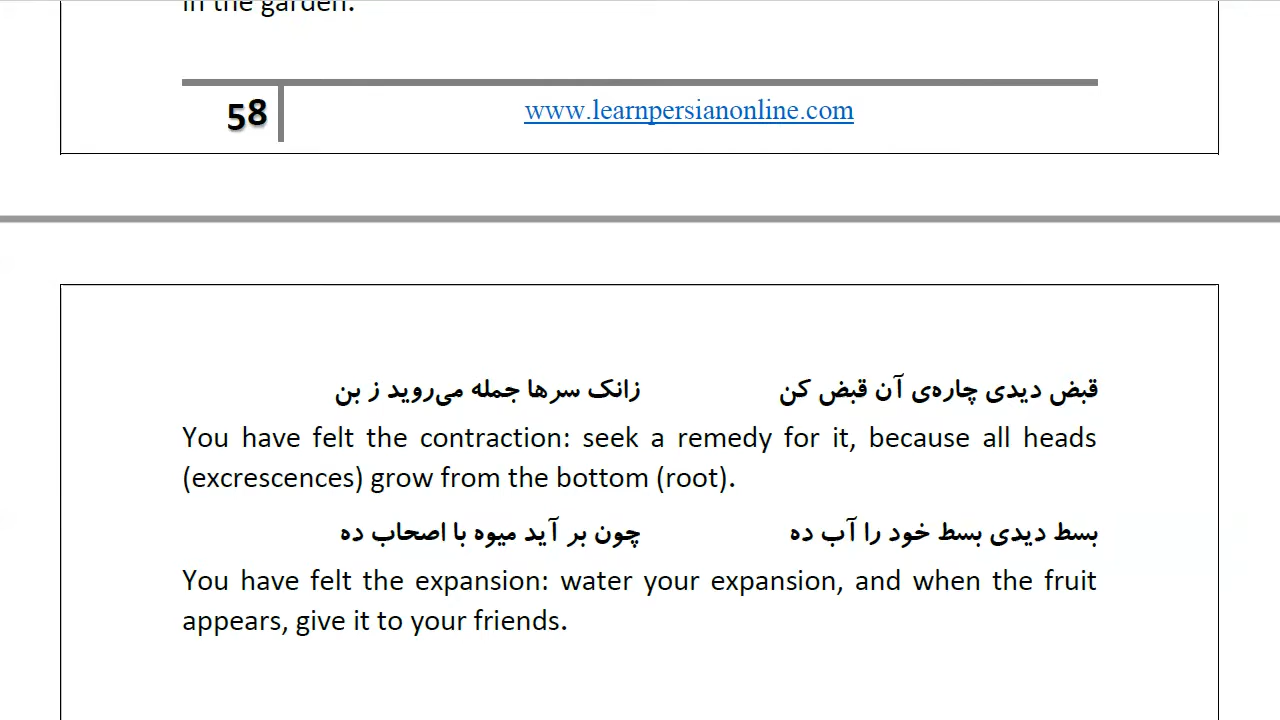 in the garden.
58
www.learnpersianonline.com
قبض دیدی چاره‌ی آن قبض کن زانک سرها جمله می‌روید ز بن
You have felt the contraction: seek a remedy for it, because all heads
(excrescences) grow from the bottom (root).
بسط دیدی بسط خود را آب ده چون بر آید میوه با اصحاب ده
You have felt the expansion: water your expansion, and when the fruit
appears, give it to your friends.